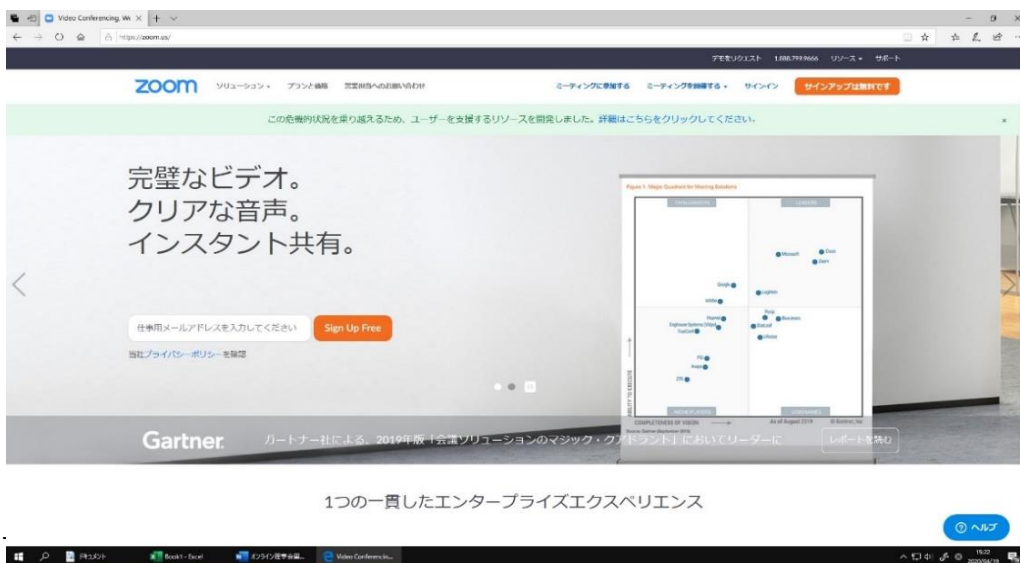 Video Conferencing, We
https://zoom.us/
デモをリクエスト 1.888.799.9666 リソース サポート
zoom ソリューション プランと価格 営業担当へのお問い合わせ ミーティングに参加する ミーティングを開催する サインイン サインアップは無料です
この危機的状況を乗り越えるため、ユーザーを支援するリソースを開発しました。詳細はこちらをクリックしてください。
完璧なビデオ。
クリアな音声。
インスタント共有。
仕事用メールアドレスを入力してください Sign Up Free
当社プライバシーポリシーを確認
Figure 1. Magic Quadrant for Meeting Solutions
CHALLENGERS LEADERS
Microsoft Cisco
Zoom
Google
LogMeIn
Adobe
Huawei
TrueConf
PGi
Avaya
ZTE
ABILITY TO EXECUTE
NICHE PLAYERS VISIONARIES
COMPLETENESS OF VISION As of August 2019 © Gartner, Inc
Source: Gartner (September 2019)
Gartner. ガートナー社による、2019年版「会議ソリューションのマジック・クアドラント」においてリーダーに レポートを読む
1つの一貫したエンタープライズエクスペリエンス
ヘルプ
ドキュメント Book1 - Excel Video Conferencin...
15:22
2020/04/19